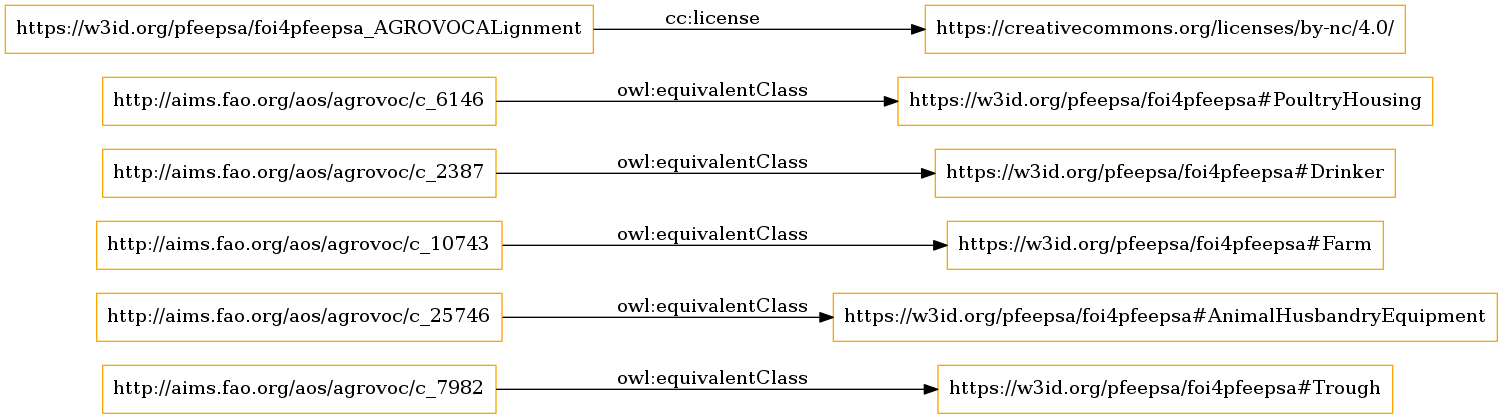 https://w3id.org/pfeepsa/foi4pfeepsa_AGROVOCALignment cc:license https://creativecommons.org/licenses/by-nc/4.0/
http://aims.fao.org/aos/agrovoc/c_6146 owl:equivalentClass https://w3id.org/pfeepsa/foi4pfeepsa#PoultryHousing
http://aims.fao.org/aos/agrovoc/c_2387 owl:equivalentClass https://w3id.org/pfeepsa/foi4pfeepsa#Drinker
http://aims.fao.org/aos/agrovoc/c_10743 owl:equivalentClass https://w3id.org/pfeepsa/foi4pfeepsa#Farm
http://aims.fao.org/aos/agrovoc/c_25746 owl:equivalentClass https://w3id.org/pfeepsa/foi4pfeepsa#AnimalHusbandryEquipment
http://aims.fao.org/aos/agrovoc/c_7982 owl:equivalentClass https://w3id.org/pfeepsa/foi4pfeepsa#Trough